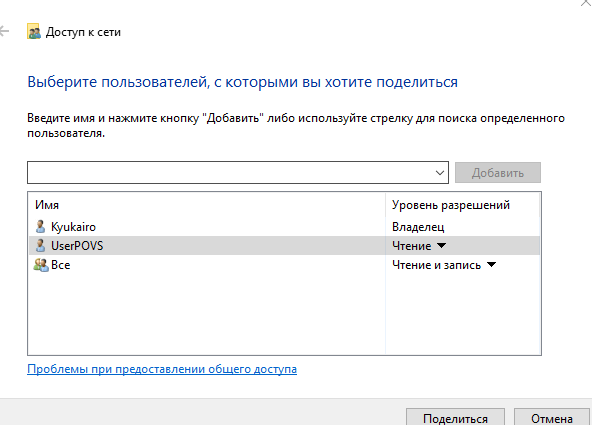 Доступ к сети
Выберите пользователей, с которыми вы хотите поделиться
Введите имя и нажмите кнопку "Добавить" либо используйте стрелку для поиска определенного
пользователя.
Добавить
Имя Уровень разрешений
Kyukairo Владелец
UserPOVS Чтение
Все Чтение и запись
Проблемы при предоставлении общего доступа
Поделиться Отмена